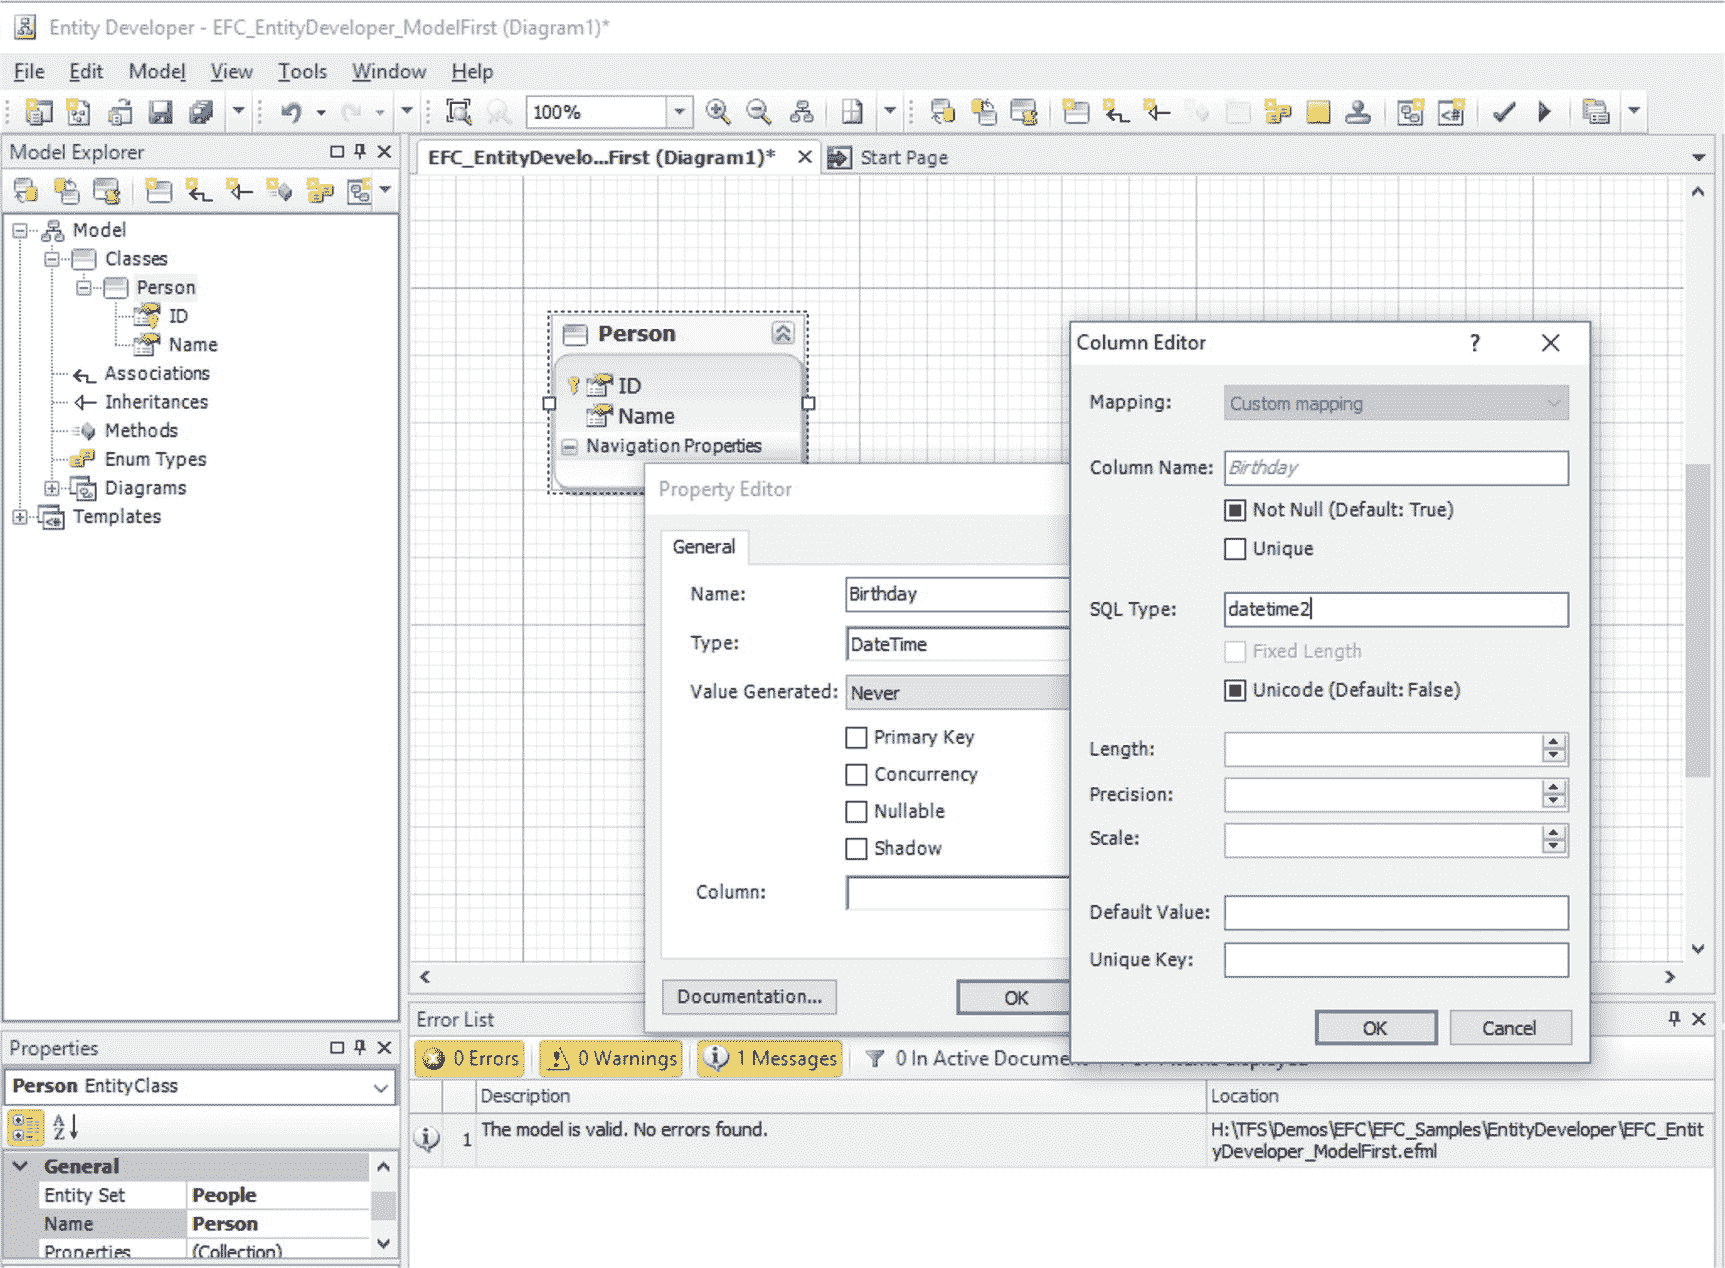 Entity Developer - EFC_EntityDeveloper_ModelFirst (Diagram1)*
File Edit Model View Tools Window Help
100%
Model Explorer
EFC_EntityDevelo...First (Diagram1)*
Start Page
Model
Classes
Person
ID
Name
Associations
Inheritances
Methods
Enum Types
Diagrams
Templates
Person
ID
Name
Navigation Properties
Property Editor
General
Name: Birthday
Type: DateTime
Value Generated: Never
Primary Key
Concurrency
Nullable
Shadow
Column:
Documentation...
OK
Column Editor
?
Mapping: Custom mapping
Column Name: Birthday
Not Null (Default: True)
Unique
SQL Type: datetime2
Fixed Length
Unicode (Default: False)
Length:
Precision:
Scale:
Default Value:
Unique Key:
OK Cancel
Properties
Person EntityClass
A
Z
General
Entity Set People
Name Person
Properties (Collection)
Error List
0 Errors 0 Warnings 1 Messages 0 In Active
Description Location
1 The model is valid. No errors found. H:\TFS\Demos\EFC\EFC_Samples\EntityDeveloper\EFC_Entit
yDeveloper_ModelFirst.efml